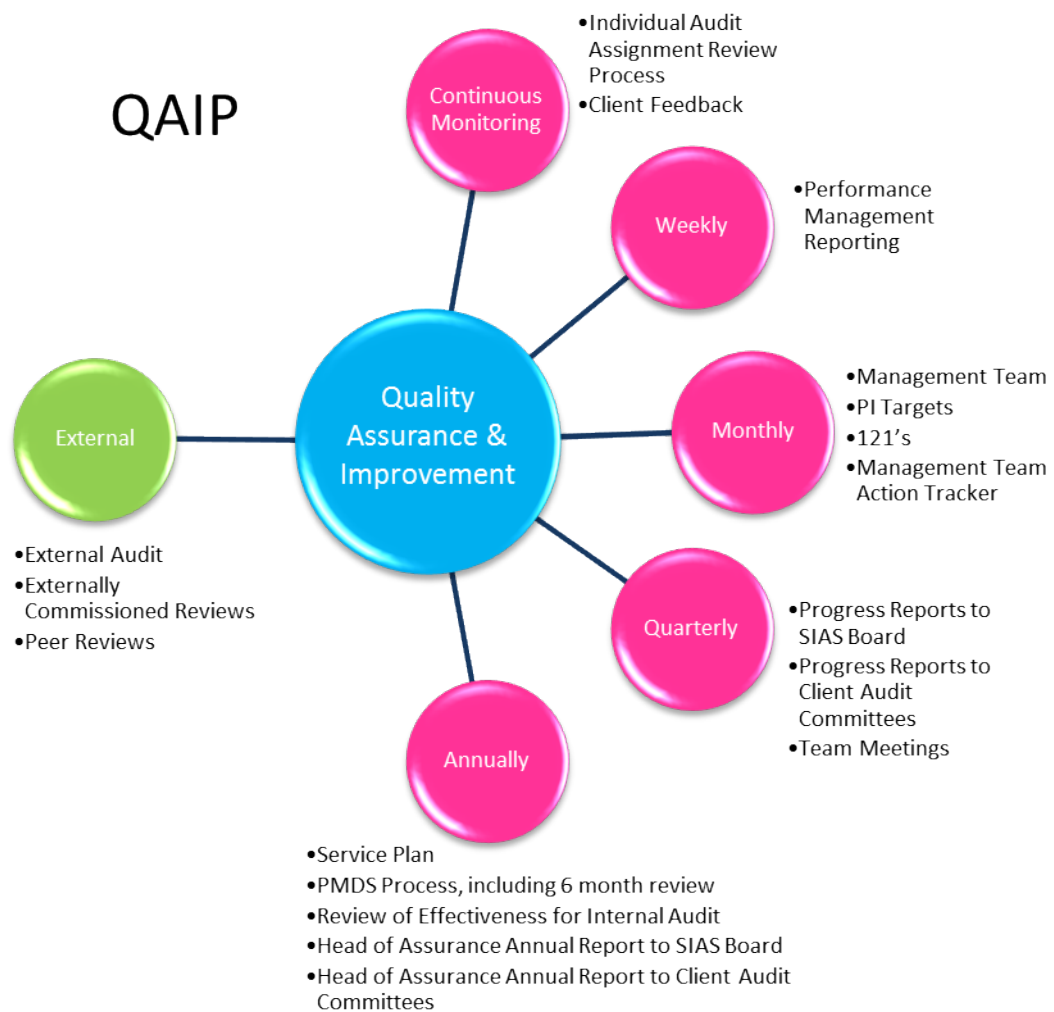 QAIP
Continuous
Monitoring
•Individual Audit
Assignment Review
Process
•Client Feedback
Weekly
•Performance
Management
Reporting
Monthly
•Management Team
•PI Targets
•121’s
•Management Team
Action Tracker
Quarterly
•Progress Reports to
SIAS Board
•Progress Reports to
Client Audit
Committees
•Team Meetings
Annually
•Service Plan
•PMDS Process, including 6 month review
•Review of Effectiveness for Internal Audit
•Head of Assurance Annual Report to SIAS Board
•Head of Assurance Annual Report to Client Audit
Committees
External
•External Audit
•Externally
Commissioned Reviews
•Peer Reviews
Quality
Assurance &
Improvement